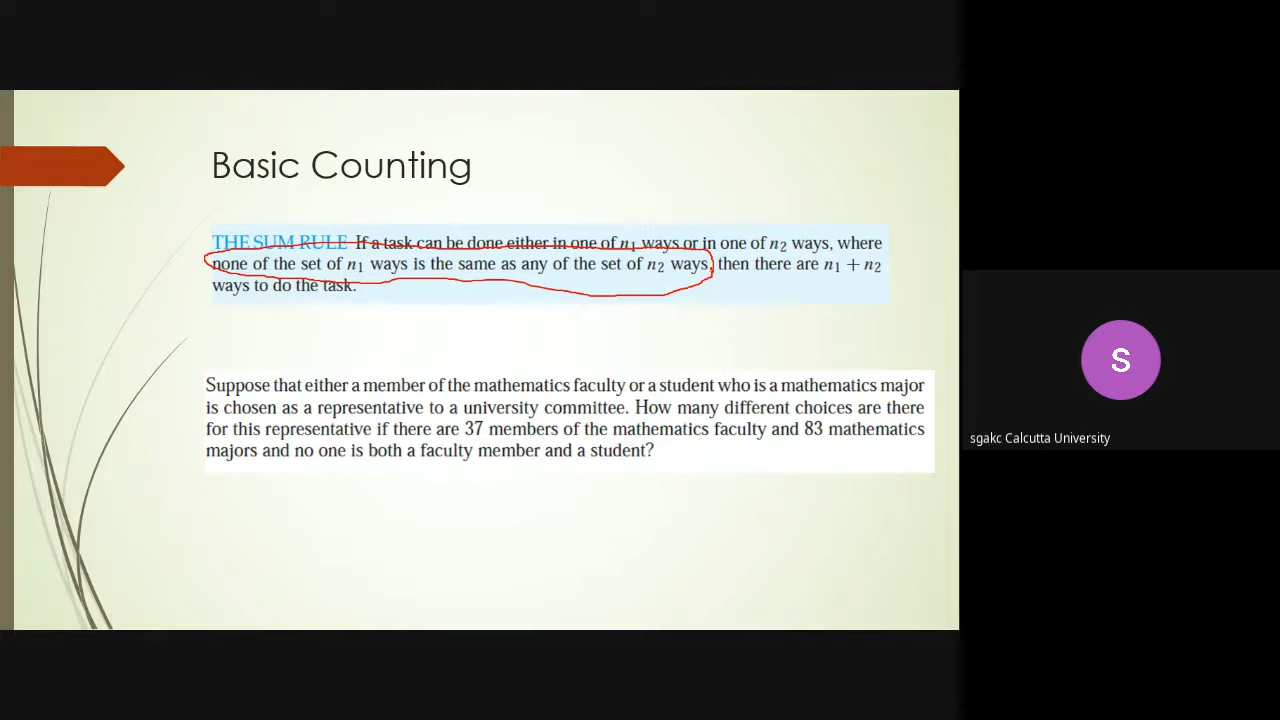 Basic Counting
THE SUM RULE If a task can be done either in one of n₁ ways or in one of n₂ ways, where
none of the set of n₁ ways is the same as any of the set of n₂ ways, then there are n₁ + n₂
ways to do the task.
Suppose that either a member of the mathematics faculty or a student who is a mathematics major
is chosen as a representative to a university committee. How many different choices are there
for this representative if there are 37 members of the mathematics faculty and 83 mathematics
majors and no one is both a faculty member and a student?
S
sgakc Calcutta University